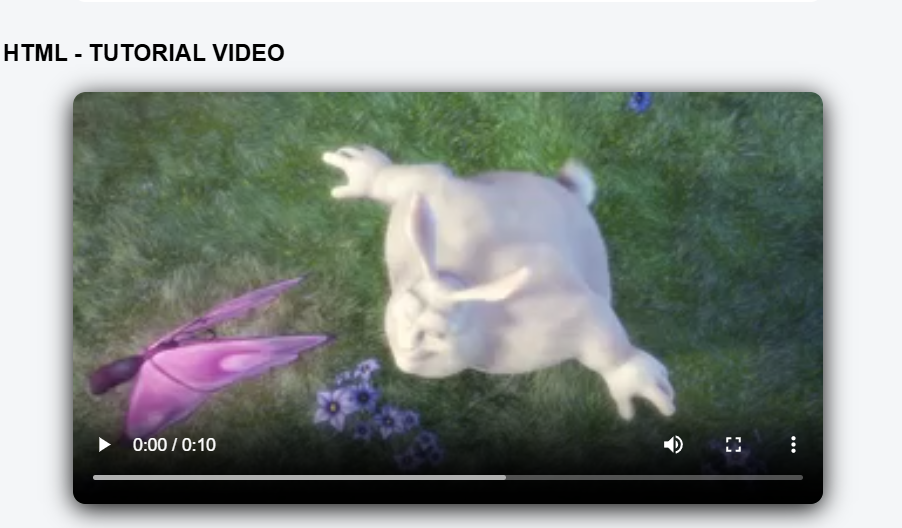 HTML - TUTORIAL VIDEO
0:00 / 0:10